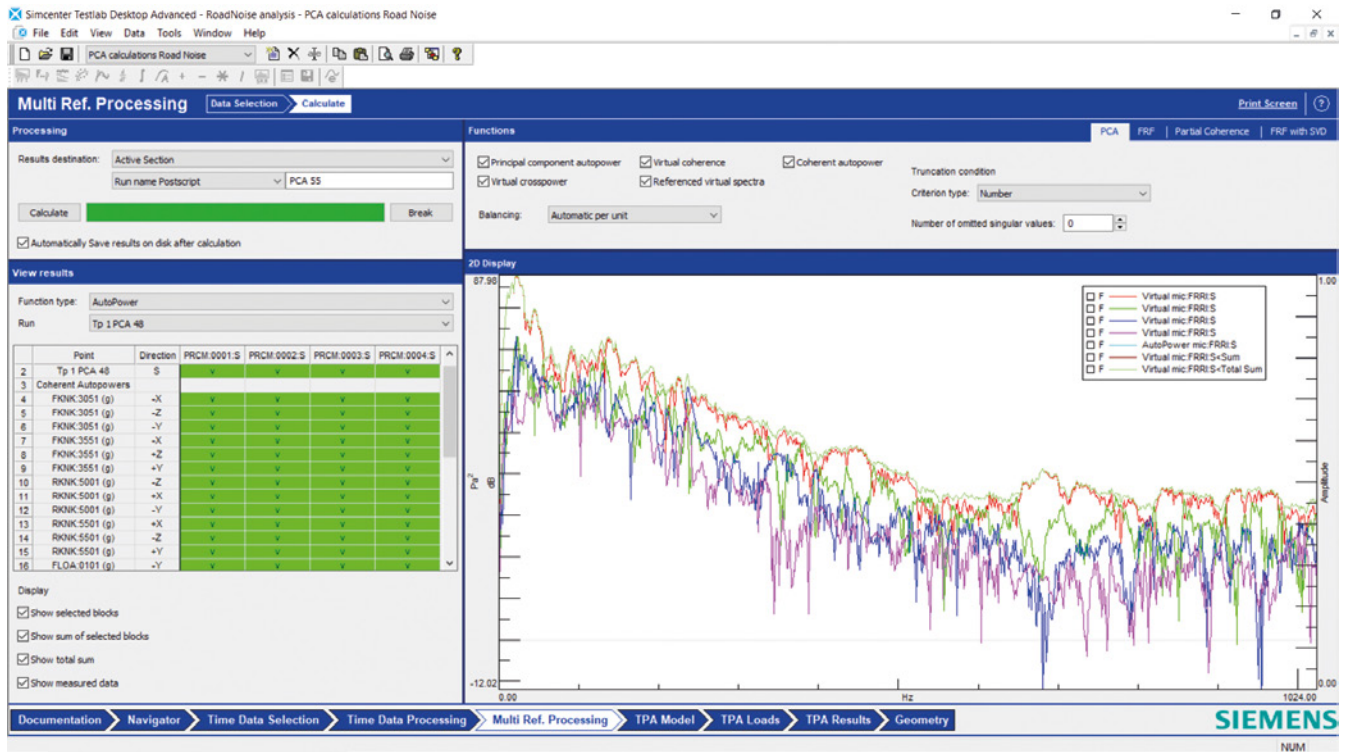 Simcenter Testlab Desktop Advanced - RoadNoise analysis - PCA calculations Road Noise
File Edit View Data Tools Window Help
PCA calculations Road Noise
Multi Ref. Processing Data Selection Calculate Print Screen ?
Processing
Results destination: Active Section
Run name Postscript PCA 55
Calculate Break
Automatically Save results on disk after calculation
View results
Function type: AutoPower
Run Tp 1 PCA 48
Point Direction PRCM:0001:S PRCM:0002:S PRCM:0003:S PRCM:0004:S
2 Tp 1 PCA 48 S v v v v
3 Coherent Autopowers
4 FKNK:3051 (g) -X v v v v
5 FKNK:3051 (g) -Z v v v v
6 FKNK:3051 (g) -Y v v v v
7 FKNK:3551 (g) -X v v v v
8 FKNK:3551 (g) +Z v v v v
9 FKNK:3551 (g) +Y v v v v
10 RKNK:5001 (g) -Z v v v v
11 RKNK:5001 (g) +X v v v v
12 RKNK:5001 (g) -Y v v v v
13 RKNK:5501 (g) +X v v v v
14 RKNK:5501 (g) -Z v v v v
15 RKNK:5501 (g) +Y v v v v
16 FLOA:0101 (g) -Y v v v v
Display
Show selected blocks
Show sum of selected blocks
Show total sum
Show measured data
Functions PCA FRF Partial Coherence FRF with SVD
Principal component autopower Virtual coherence Coherent autopower
Virtual crosspower Referenced virtual spectra
Balancing: Automatic per unit
Truncation condition
Criterion type: Number
Number of omitted singular values: 0
2D Display
87.98
1.00
F Virtual mic:FRRI:S
F Virtual mic:FRRI:S
F Virtual mic:FRRI:S
F Virtual mic:FRRI:S
F AutoPower mic:FRRI:S
F Virtual mic:FRRI:S<Sum
F Virtual mic:FRRI:S<Total Sum
Pa²
dB
Amplitude
-12.02
0.00
0.00 Hz 1024.00
Documentation Navigator Time Data Selection Time Data Processing Multi Ref. Processing TPA Model TPA Loads TPA Results Geometry
SIEMENS
NUM